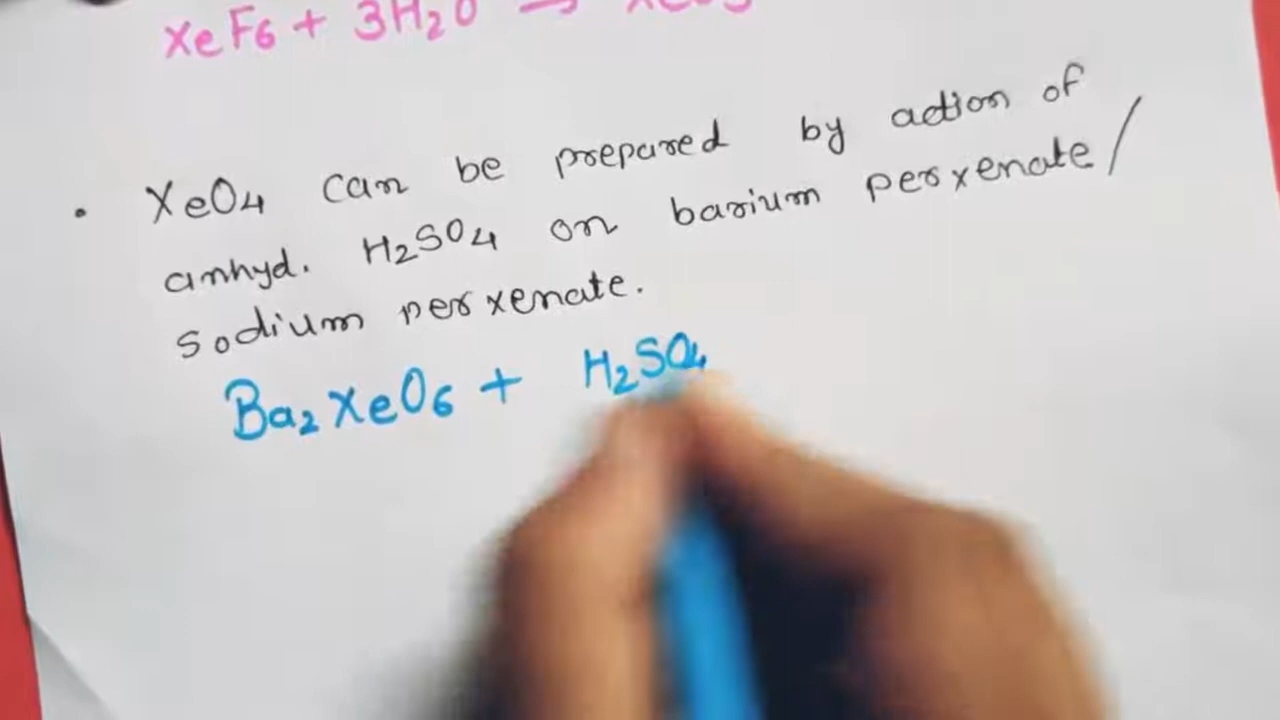 XeF6 + 3H2O →
• XeO4 can be prepared by action of
anhyd. H2SO4 on barium perxenate/
sodium perxenate.
Ba2XeO6 + H2SO4